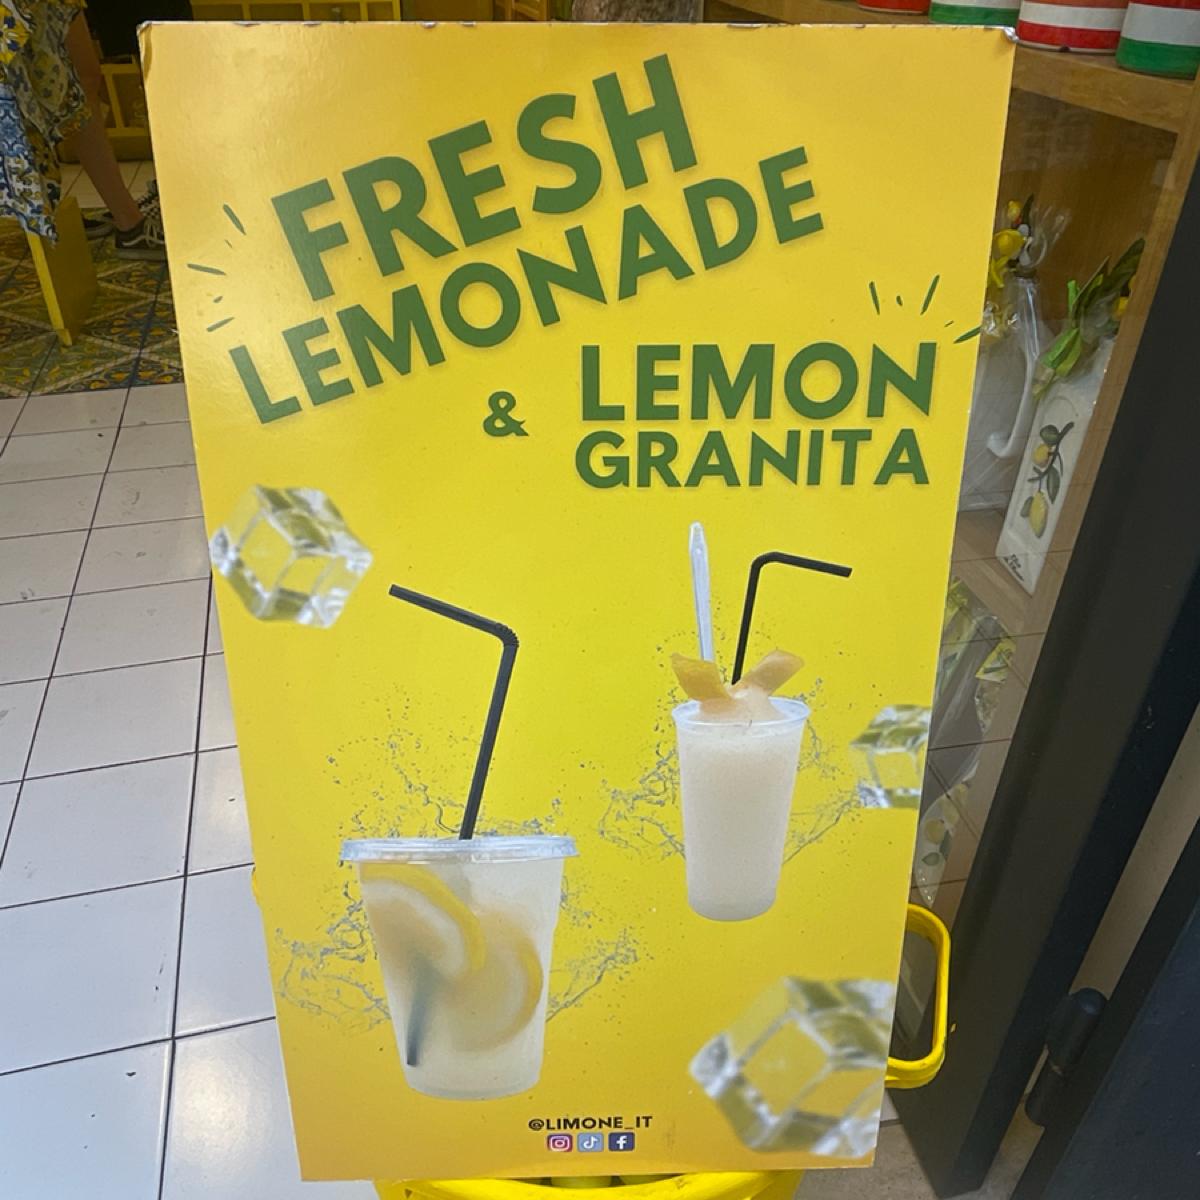 FRESH
LEMONADE
& LEMON
GRANITA
@LIMONE_IT